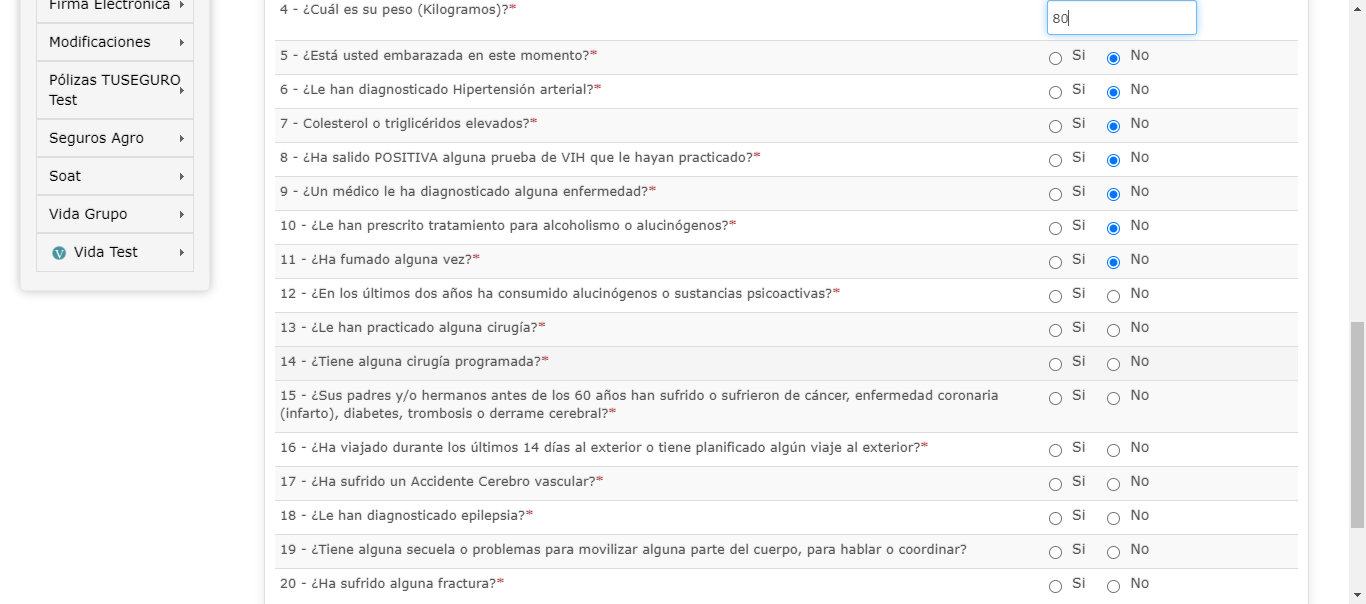 Firma Electrónica
Modificaciones
Pólizas TUSEGURO
Test
Seguros Agro
Soat
Vida Grupo
V Vida Test
4 - ¿Cuál es su peso (Kilogramos)?* 80
5 - ¿Está usted embarazada en este momento?* Si No
6 - ¿Le han diagnosticado Hipertensión arterial?* Si No
7 - Colesterol o triglicéridos elevados?* Si No
8 - ¿Ha salido POSITIVA alguna prueba de VIH que le hayan practicado?* Si No
9 - ¿Un médico le ha diagnosticado alguna enfermedad?* Si No
10 - ¿Le han prescrito tratamiento para alcoholismo o alucinógenos?* Si No
11 - ¿Ha fumado alguna vez?* Si No
12 - ¿En los últimos dos años ha consumido alucinógenos o sustancias psicoactivas?* Si No
13 - ¿Le han practicado alguna cirugía?* Si No
14 - ¿Tiene alguna cirugía programada?* Si No
15 - ¿Sus padres y/o hermanos antes de los 60 años han sufrido o sufrieron de cáncer, enfermedad coronaria Si No
(infarto), diabetes, trombosis o derrame cerebral?*
16 - ¿Ha viajado durante los últimos 14 días al exterior o tiene planificado algún viaje al exterior?* Si No
17 - ¿Ha sufrido un Accidente Cerebro vascular?* Si No
18 - ¿Le han diagnosticado epilepsia?* Si No
19 - ¿Tiene alguna secuela o problemas para movilizar alguna parte del cuerpo, para hablar o coordinar? Si No
20 - ¿Ha sufrido alguna fractura?* Si No